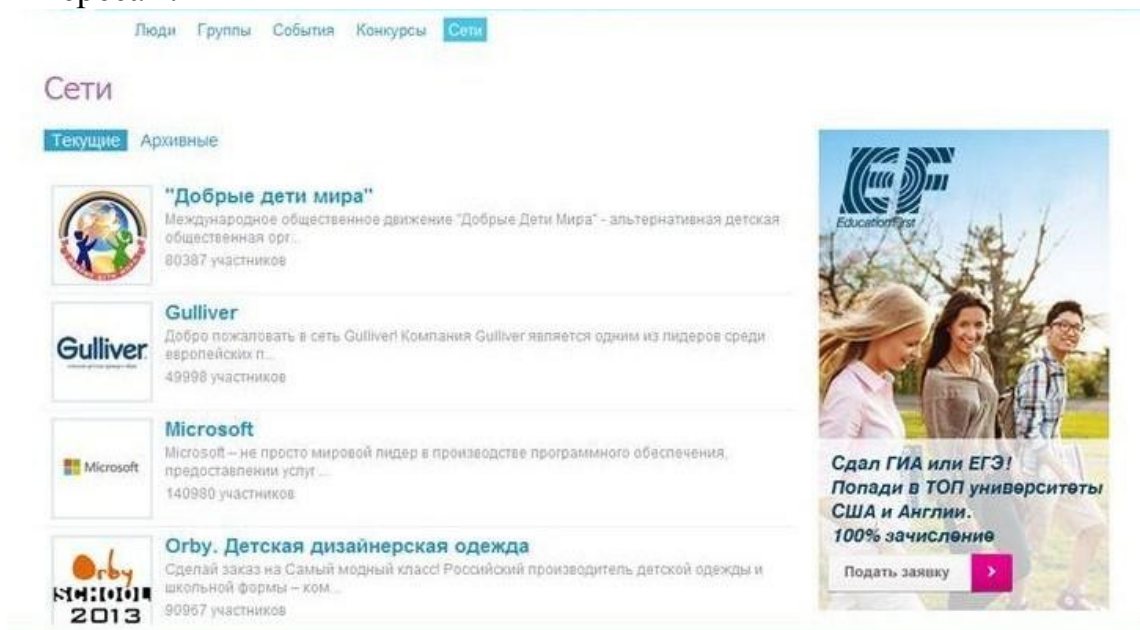 Люди Группы События Конкурсы Сети
Сети
Текущие Архивные
"Добрые дети мира"
Международное общественное движение "Добрые Дети Мира" - альтернативная детская
общественная орг...
80387 участников
Gulliver
Gulliver
Добро пожаловать в сеть Gulliver! Компания Gulliver является одним из лидеров среди
европейских п...
49998 участников
Microsoft
Microsoft
Microsoft – не просто мировой лидер в производстве программного обеспечения,
предоставлении услуг ...
140980 участников
Orby
SCHOOL
2013
Orby. Детская дизайнерская одежда
Сделай заказ на Самый модный класс! Российский производитель детской одежды и
школьной формы – ком...
90967 участников
EF
Education First
Сдал ГИА или ЕГЭ!
Попади в ТОП университеты
США и Англии.
100% зачисление
Подать заявку